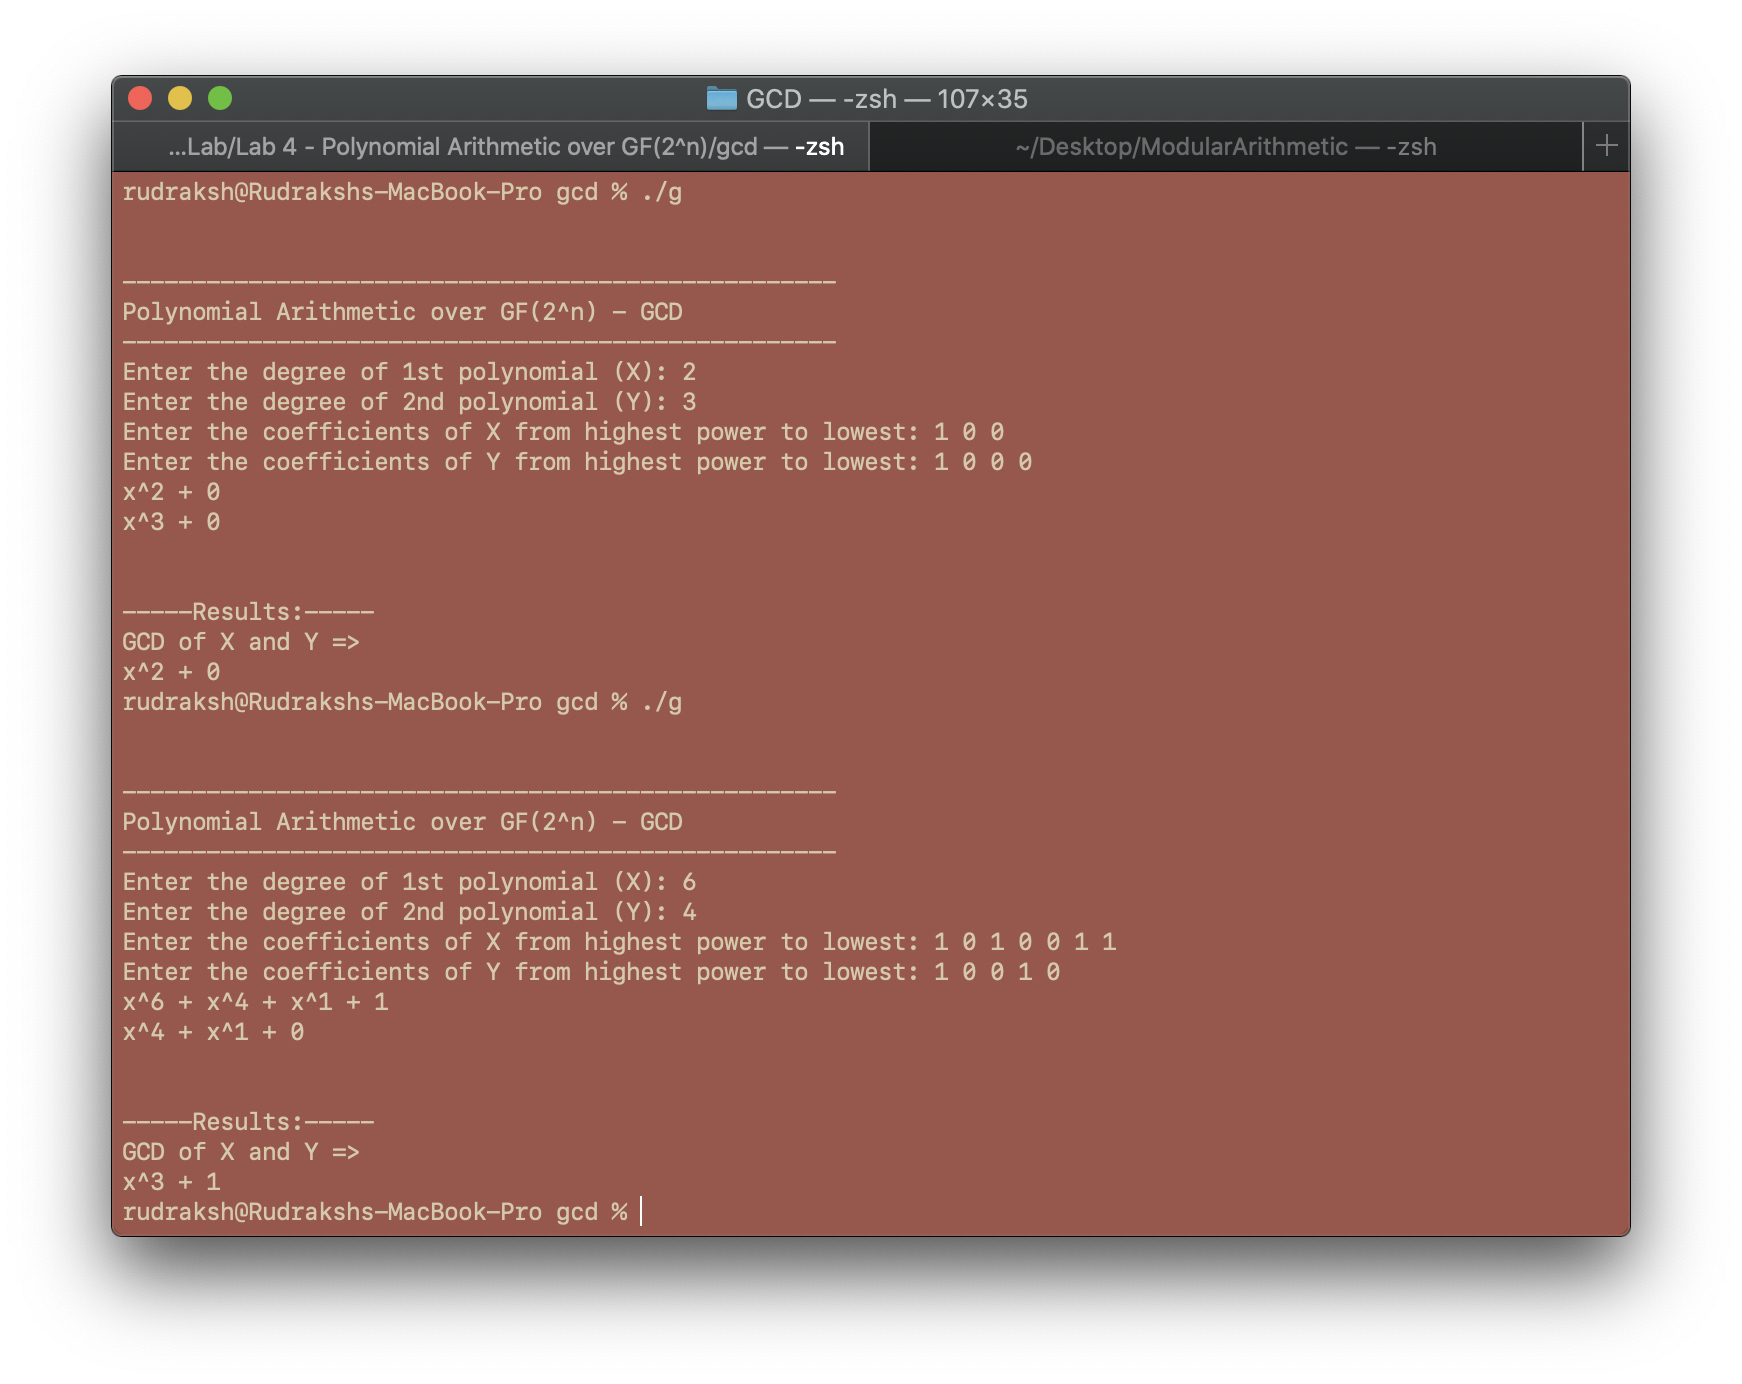 GCD — -zsh — 107×35
...Lab/Lab 4 - Polynomial Arithmetic over GF(2^n)/gcd — -zsh
~/Desktop/ModularArithmetic — -zsh
rudraksh@Rudrakshs-MacBook-Pro gcd % ./g
---------------------------------------------------
Polynomial Arithmetic over GF(2^n) - GCD
---------------------------------------------------
Enter the degree of 1st polynomial (X): 2
Enter the degree of 2nd polynomial (Y): 3
Enter the coefficients of X from highest power to lowest: 1 0 0
Enter the coefficients of Y from highest power to lowest: 1 0 0 0
x^2 + 0
x^3 + 0
-----Results:-----
GCD of X and Y =>
x^2 + 0
rudraksh@Rudrakshs-MacBook-Pro gcd % ./g
---------------------------------------------------
Polynomial Arithmetic over GF(2^n) - GCD
---------------------------------------------------
Enter the degree of 1st polynomial (X): 6
Enter the degree of 2nd polynomial (Y): 4
Enter the coefficients of X from highest power to lowest: 1 0 1 0 0 1 1
Enter the coefficients of Y from highest power to lowest: 1 0 0 1 0
x^6 + x^4 + x^1 + 1
x^4 + x^1 + 0
-----Results:-----
GCD of X and Y =>
x^3 + 1
rudraksh@Rudrakshs-MacBook-Pro gcd %